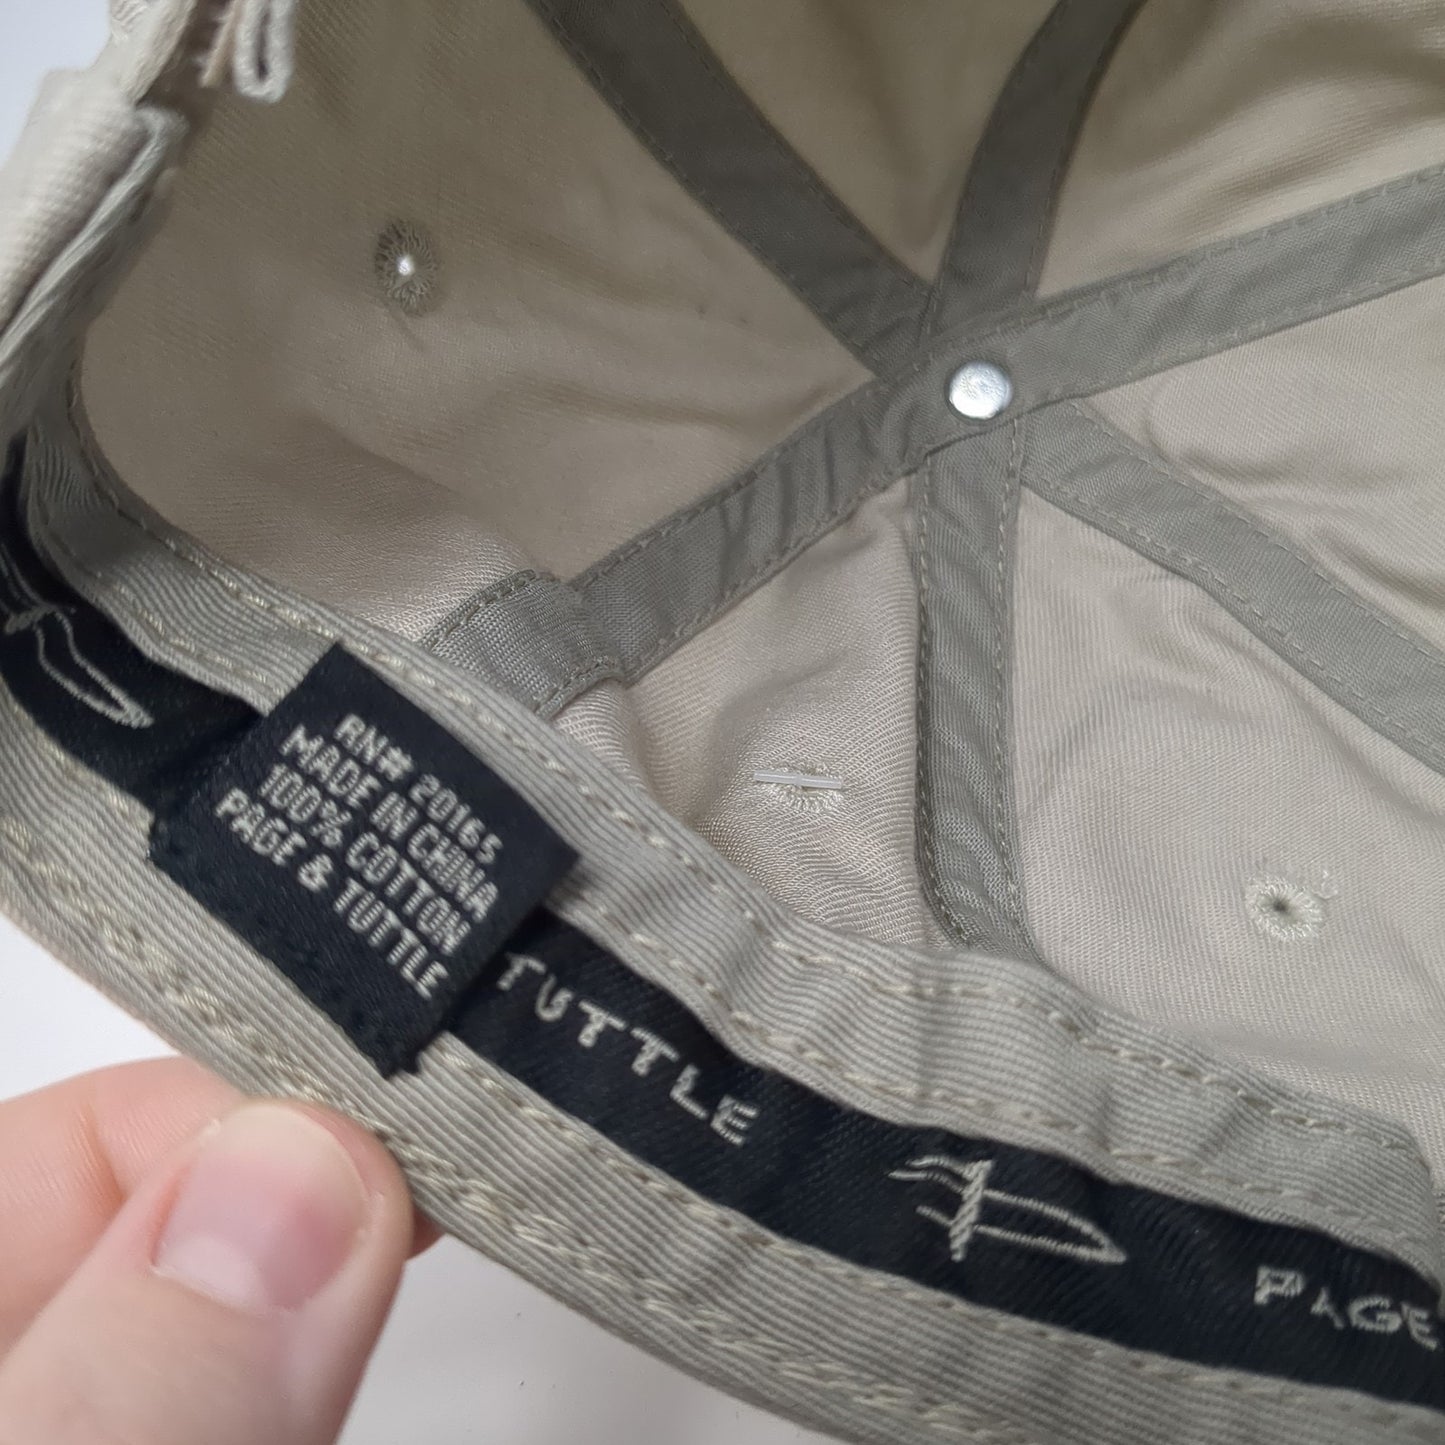 RN# 20165
MADE IN CHINA
100% COTTON
PAGE & TUTTLE
TUTTLE
PAGE